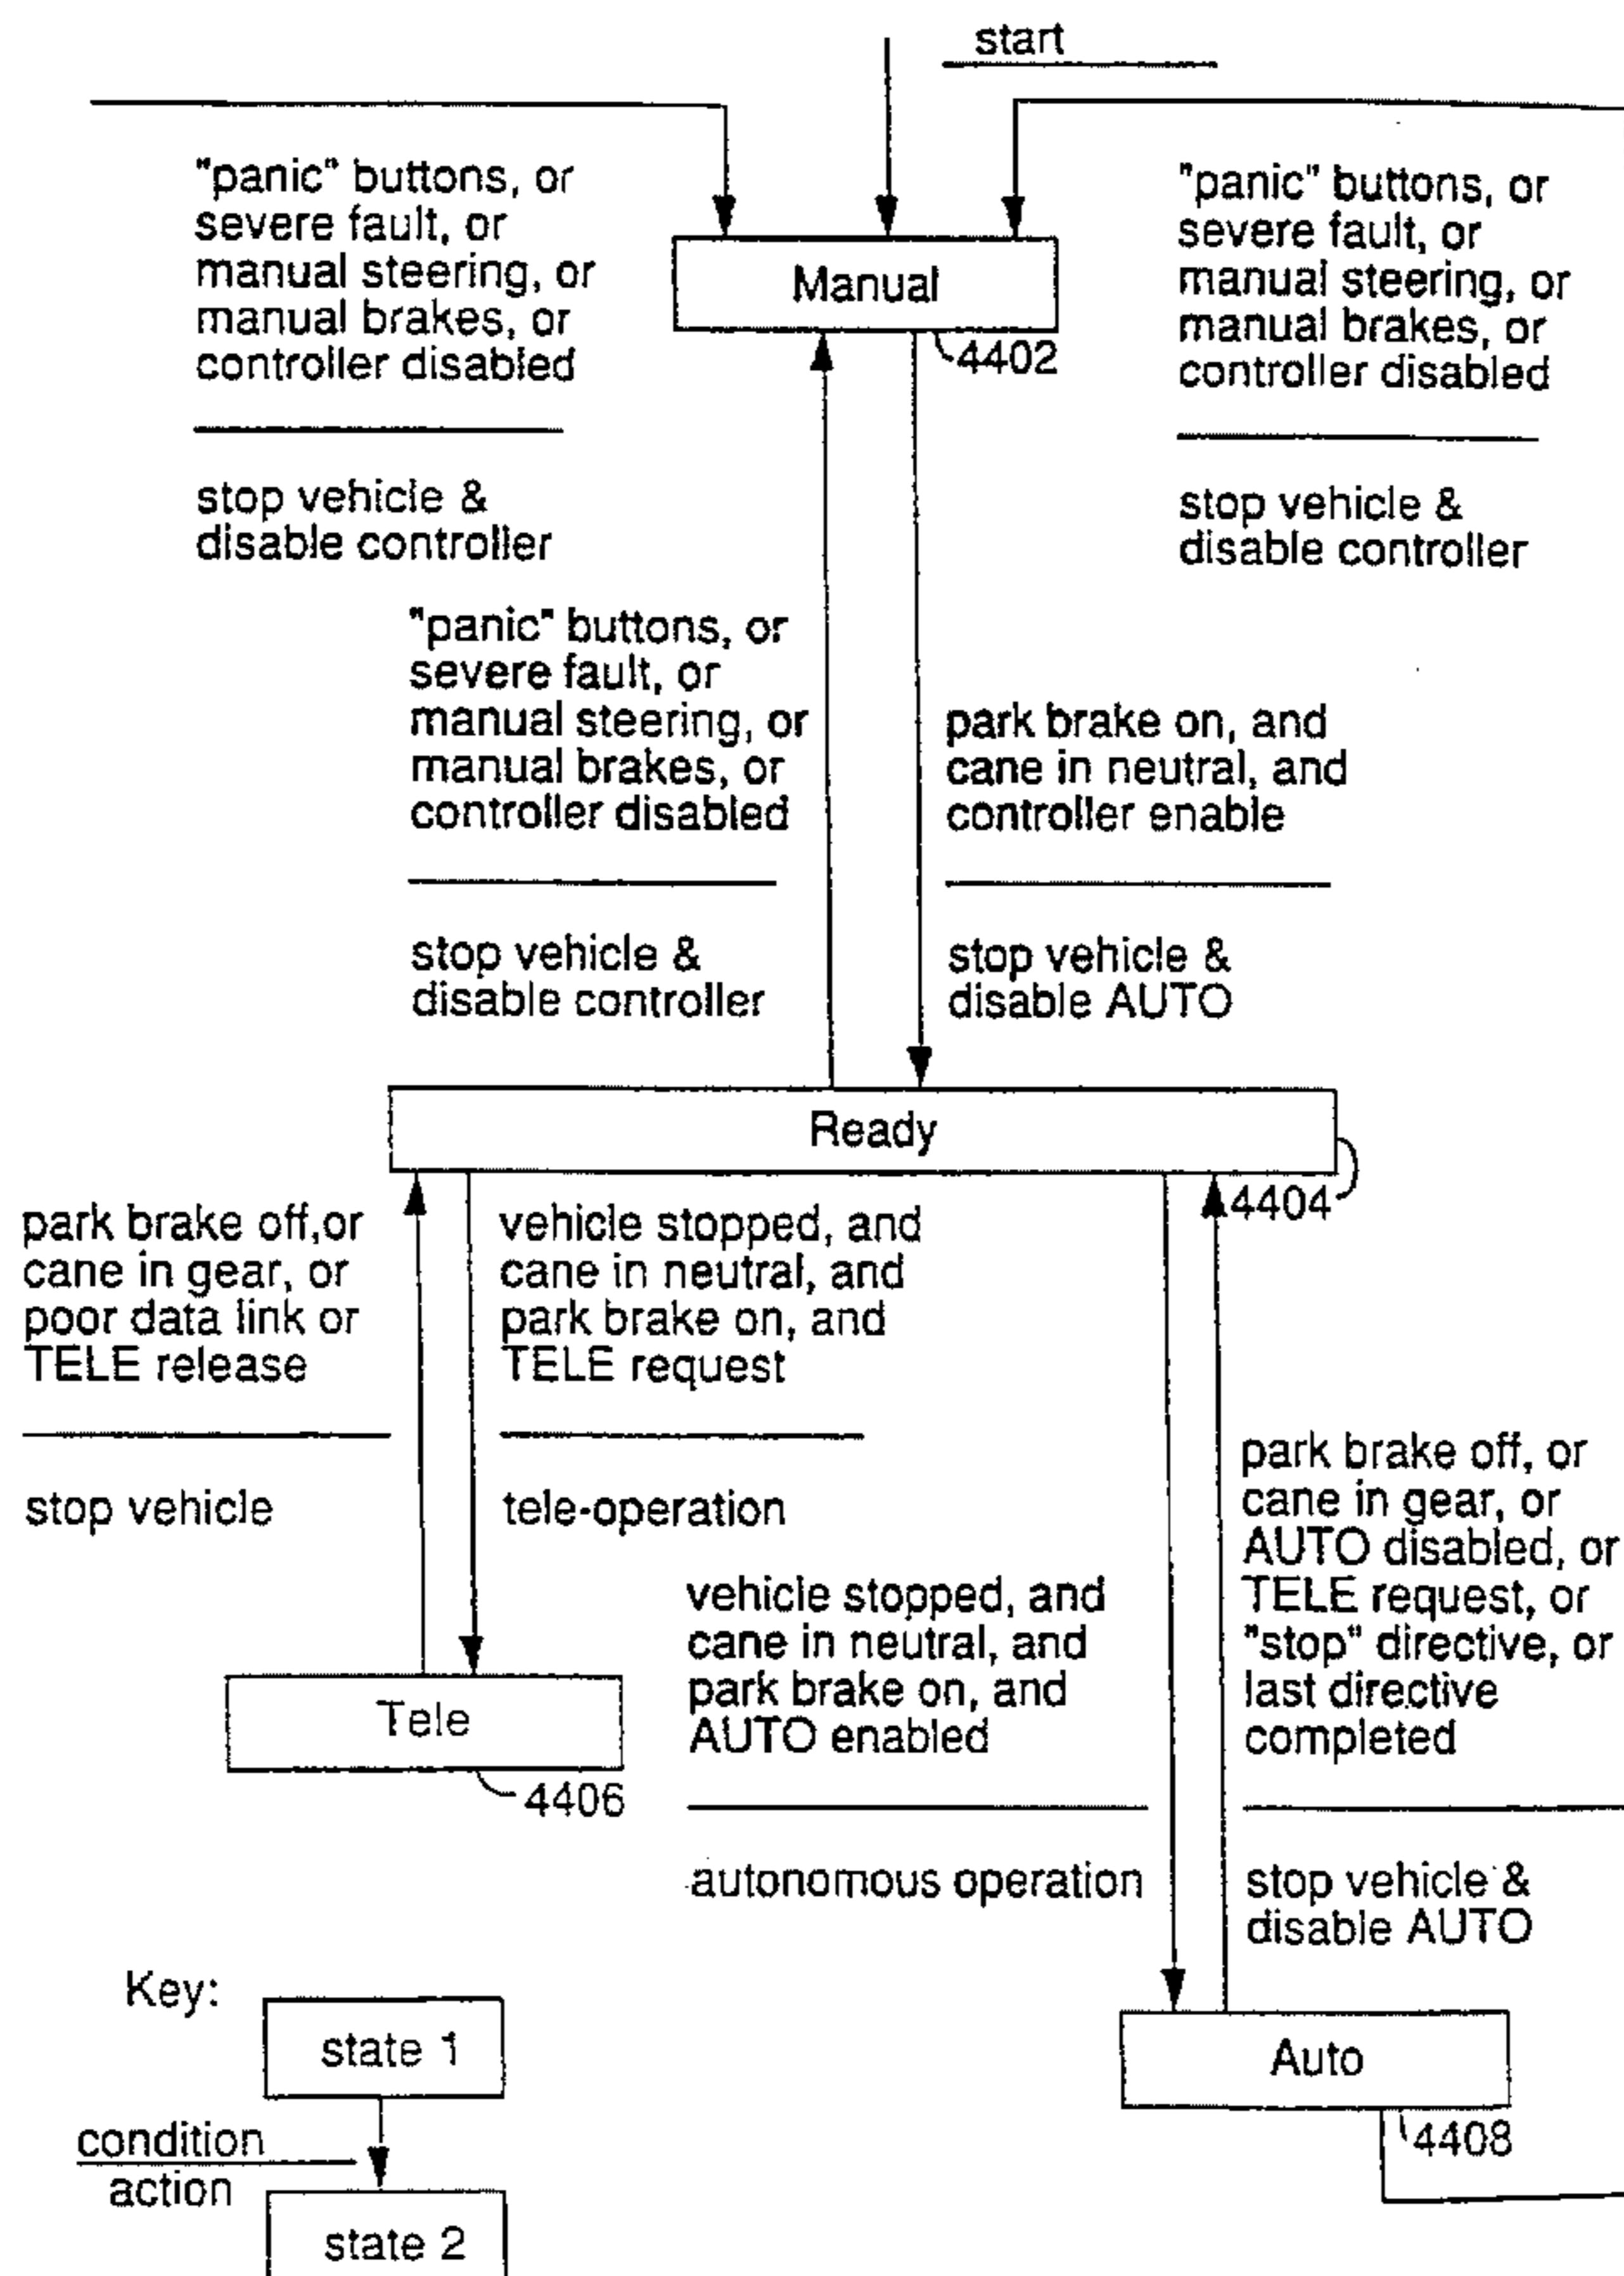 start
"panic" buttons, or
severe fault, or
manual steering, or
manual brakes, or
controller disabled
stop vehicle &
disable controller
Manual
4402
"panic" buttons, or
severe fault, or
manual steering, or
manual brakes, or
controller disabled
stop vehicle &
disable controller
"panic" buttons, or
severe fault, or
manual steering, or
manual brakes, or
controller disabled
stop vehicle &
disable controller
park brake on, and
cane in neutral, and
controller enable
stop vehicle &
disable AUTO
Ready
4404
park brake off,or
cane in gear, or
poor data link or
TELE release
stop vehicle
vehicle stopped, and
cane in neutral, and
park brake on, and
TELE request
tele-operation
Tele
4406
vehicle stopped, and
cane in neutral, and
park brake on, and
AUTO enabled
autonomous operation
park brake off, or
cane in gear, or
AUTO disabled, or
TELE request, or
"stop" directive, or
last directive
completed
stop vehicle &
disable AUTO
Auto
4408
Key:
state 1
condition
action
state 2